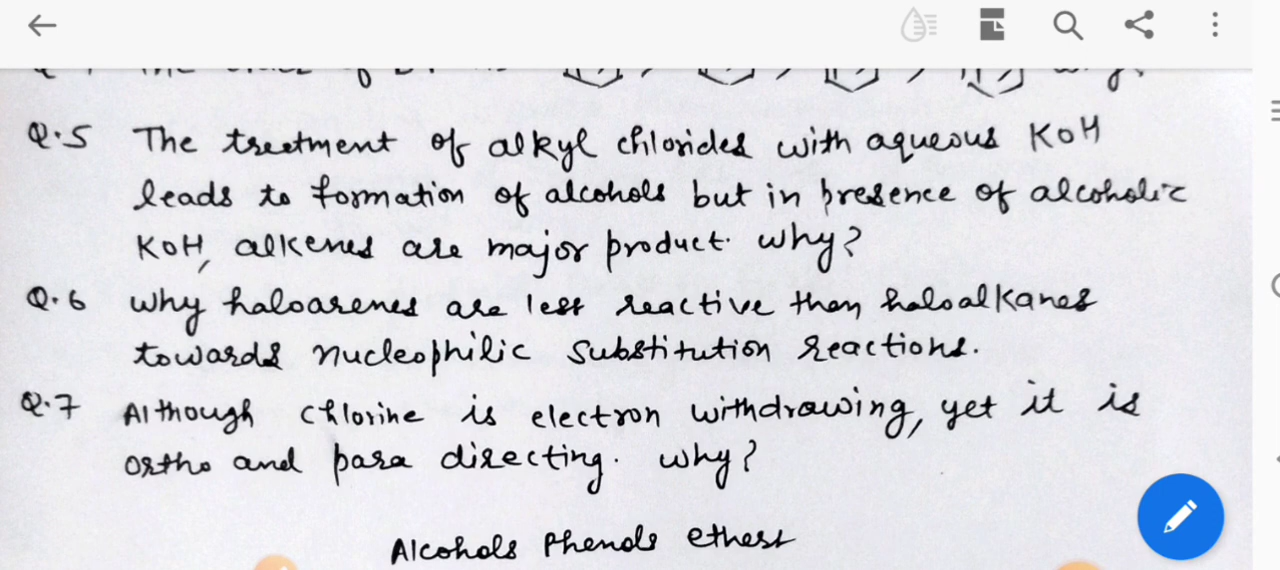 Q.5 The treetment of alkyl chlorides with aqueous KOH
leads to formation of alcohols but in presence of alcoholic
KOH, alkenes are major product. Why?
Q.6 Why haloarenes are less reactive then haloalkanes
towards nucleophilic substitution reactions.
Q.7 Although chlorine is electron withdrawing, yet it is
ortho and para directing. Why?
Alcohols Phenols ethers